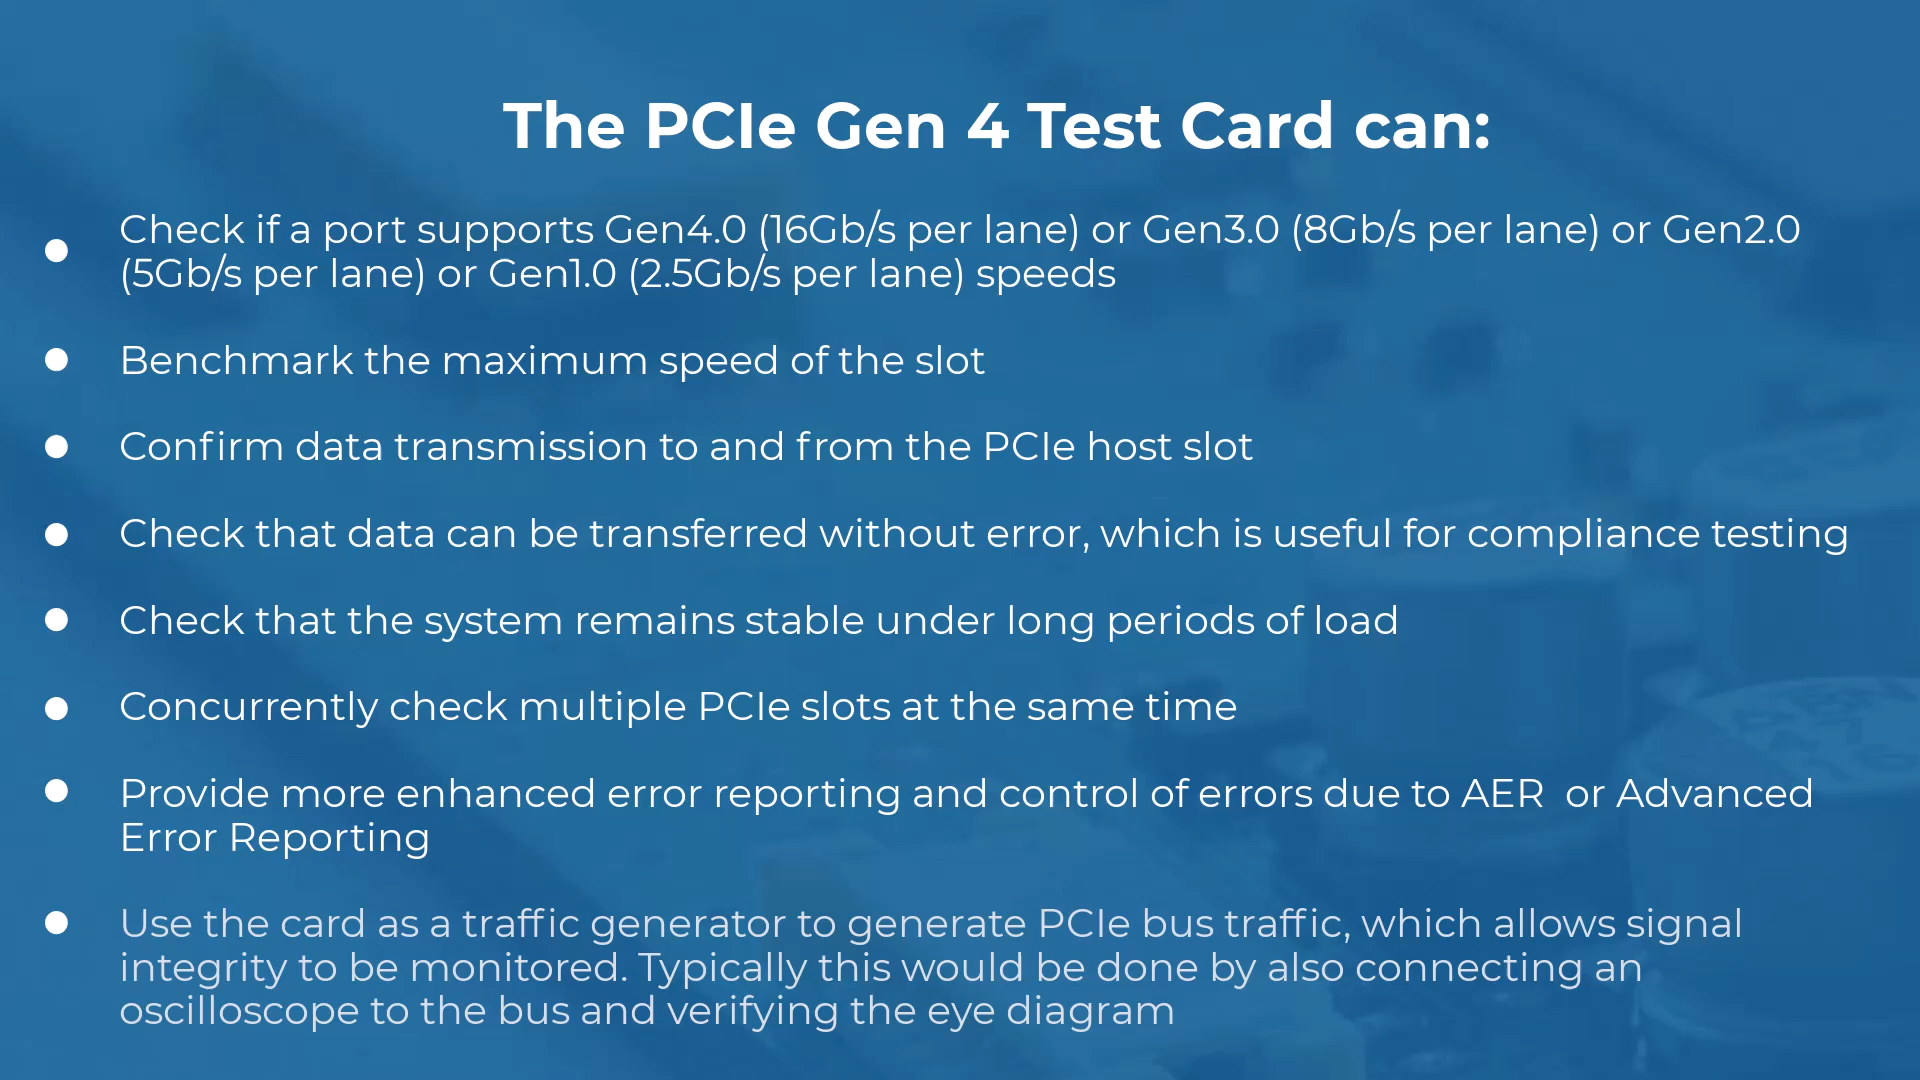 The PCIe Gen 4 Test Card can:
Check if a port supports Gen4.0 (16Gb/s per lane) or Gen3.0 (8Gb/s per lane) or Gen2.0
(5Gb/s per lane) or Gen1.0 (2.5Gb/s per lane) speeds
Benchmark the maximum speed of the slot
Confirm data transmission to and from the PCIe host slot
Check that data can be transferred without error, which is useful for compliance testing
Check that the system remains stable under long periods of load
Concurrently check multiple PCIe slots at the same time
Provide more enhanced error reporting and control of errors due to AER  or Advanced
Error Reporting
Use the card as a traffic generator to generate PCIe bus traffic, which allows signal
integrity to be monitored. Typically this would be done by also connecting an
oscilloscope to the bus and verifying the eye diagram